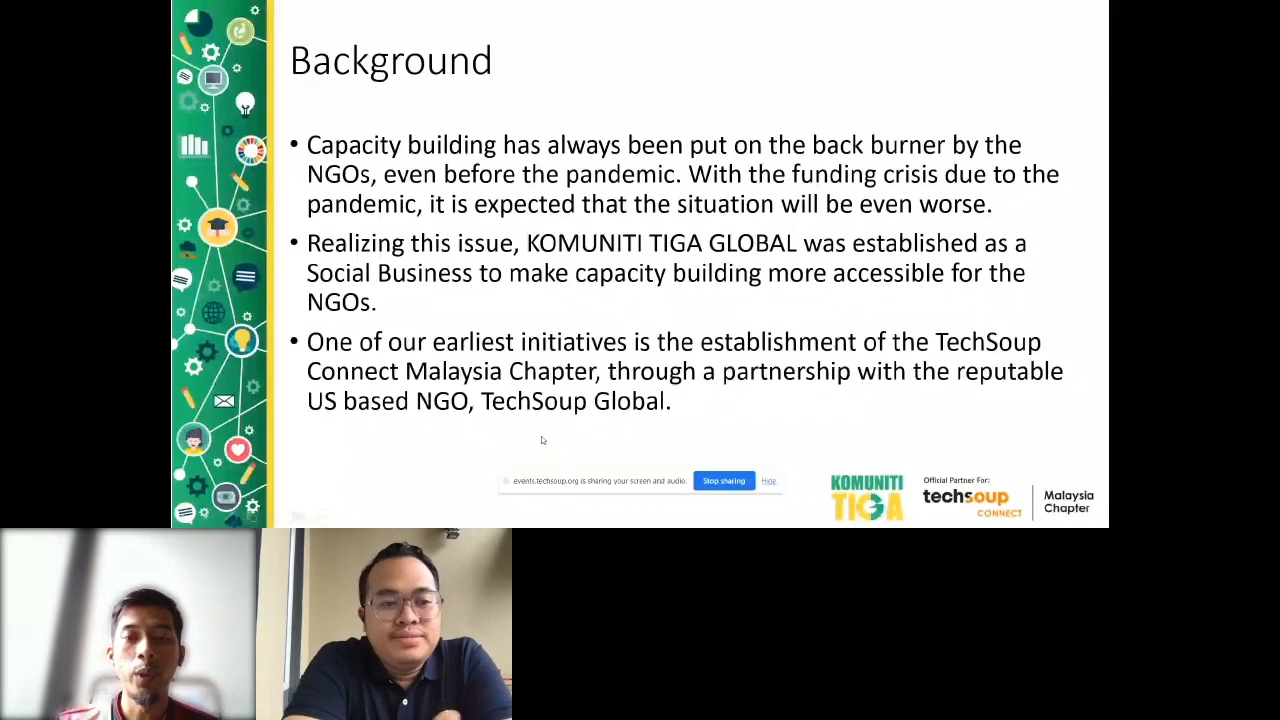 Background
• Capacity building has always been put on the back burner by the
NGOs, even before the pandemic. With the funding crisis due to the
pandemic, it is expected that the situation will be even worse.
• Realizing this issue, KOMUNITI TIGA GLOBAL was established as a
Social Business to make capacity building more accessible for the
NGOs.
• One of our earliest initiatives is the establishment of the TechSoup
Connect Malaysia Chapter, through a partnership with the reputable
US based NGO, TechSoup Global.
events.techsoup.org is sharing your screen and audio. Stop sharing Hide
KOMUNITI
TIGA
Official Partner For:
techsoup
CONNECT
Malaysia
Chapter